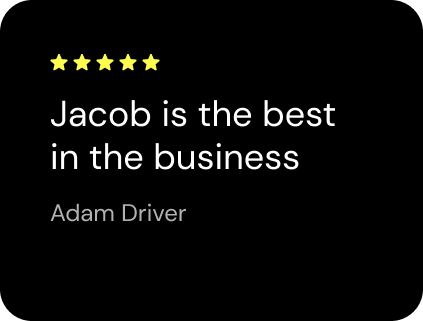 Jacob is the best
in the business
Adam Driver